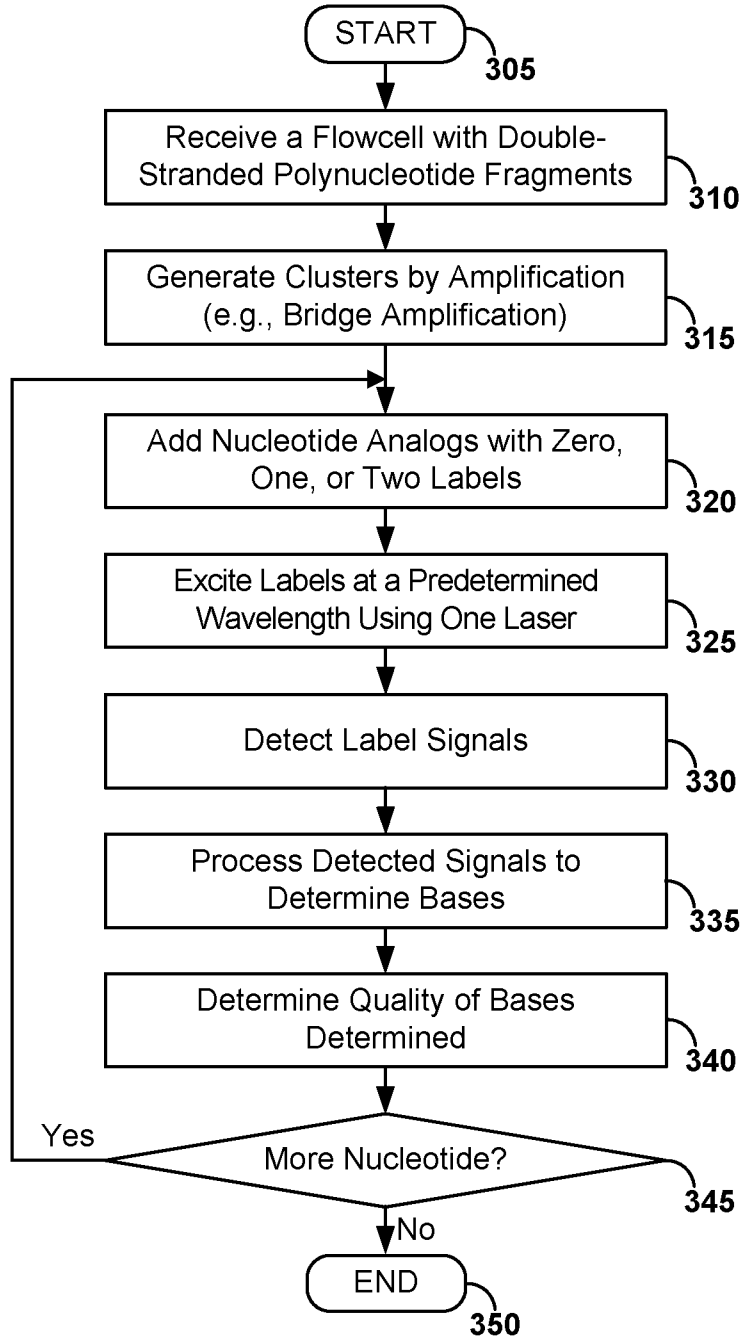 START
305
Receive a Flowcell with Double-
Stranded Polynucleotide Fragments
310
Generate Clusters by Amplification
(e.g., Bridge Amplification)
315
Add Nucleotide Analogs with Zero,
One, or Two Labels
320
Excite Labels at a Predetermined
Wavelength Using One Laser
325
Detect Label Signals
330
Process Detected Signals to
Determine Bases
335
Determine Quality of Bases
Determined
340
Yes
More Nucleotide?
345
No
END
350